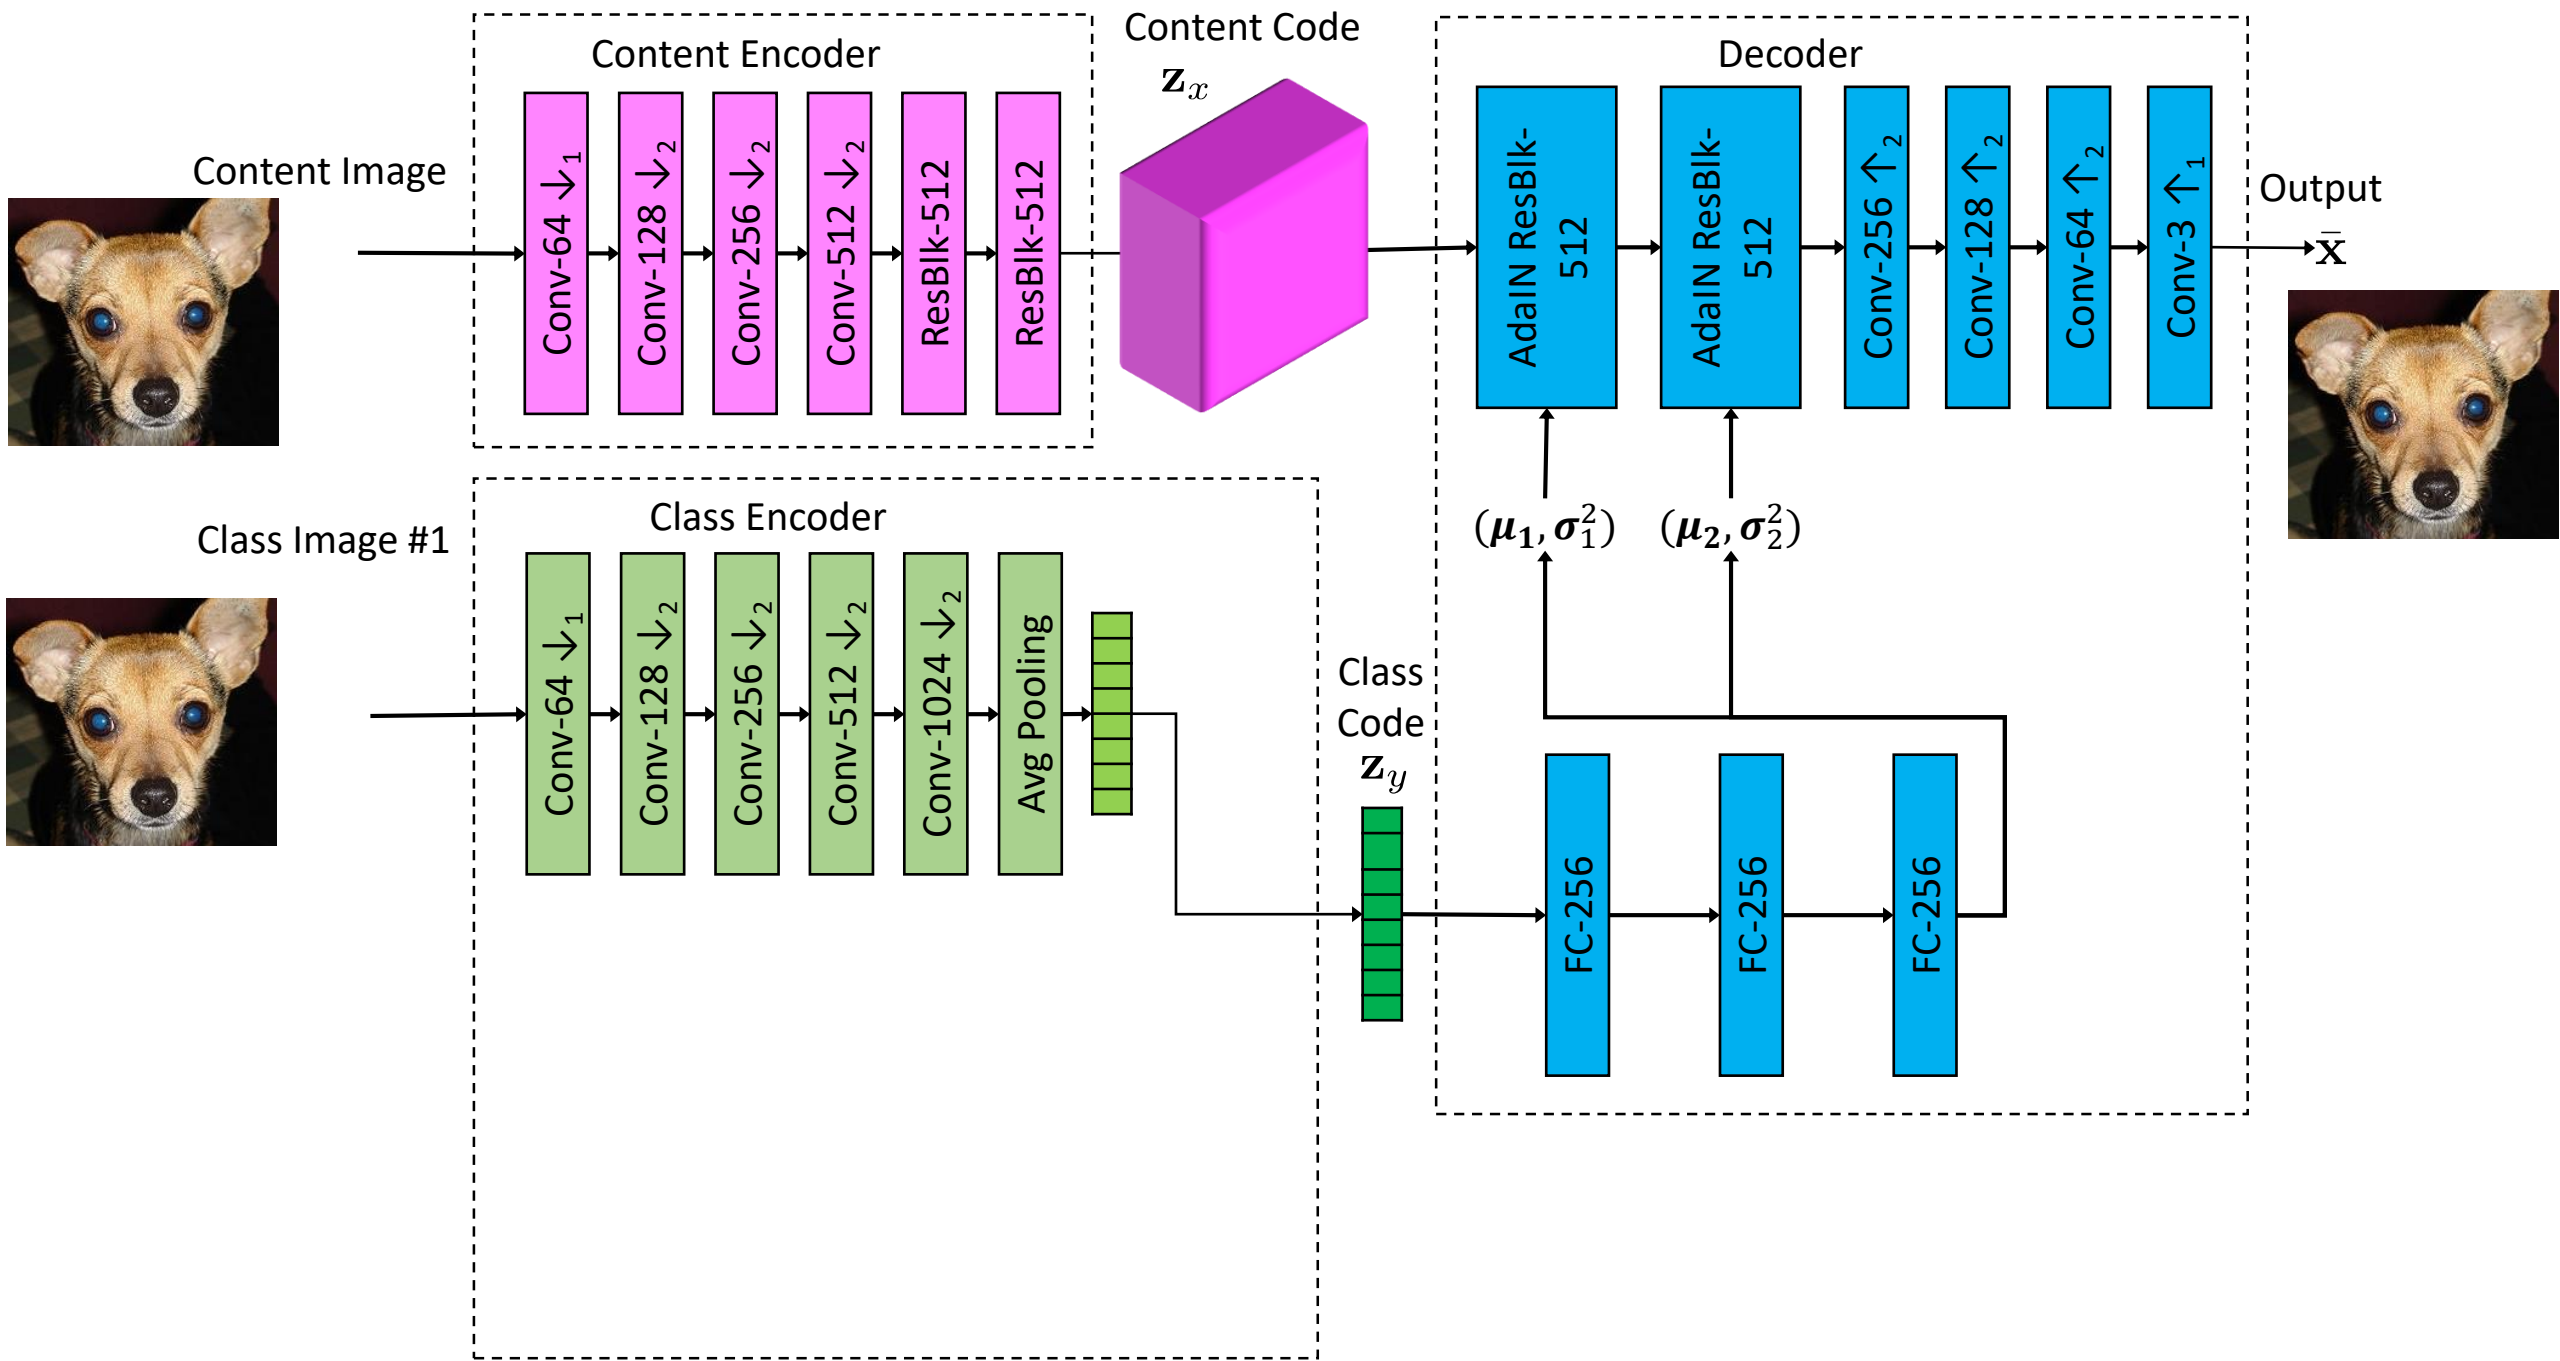 Content Encoder
Content Code
𝐳ₓ
Decoder
Content Image
Conv-64 ↓₁
Conv-128 ↓₂
Conv-256 ↓₂
Conv-512 ↓₂
ResBlk-512
ResBlk-512
AdaIN ResBlk-
512
AdaIN ResBlk-
512
Conv-256 ↑₂
Conv-128 ↑₂
Conv-64 ↑₂
Conv-3 ↑₁
Output
x̄
Class Image #1
Class Encoder
Conv-64 ↓₁
Conv-128 ↓₂
Conv-256 ↓₂
Conv-512 ↓₂
Conv-1024 ↓₂
Avg Pooling
(μ₁, σ₁²)
(μ₂, σ₂²)
Class
Code
z_y
FC-256
FC-256
FC-256